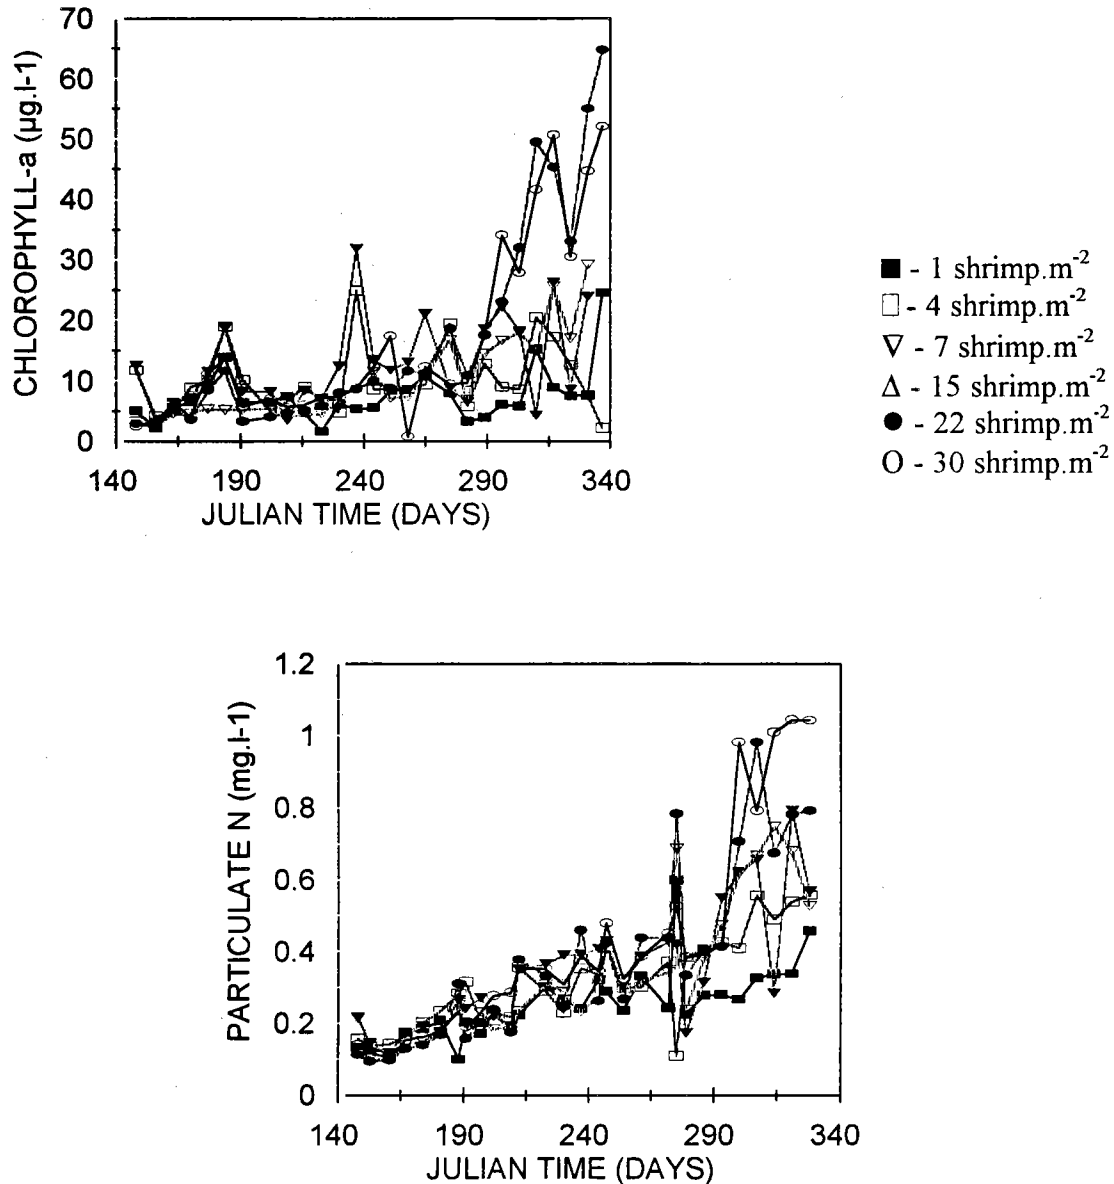 70
60
50
40
30
20
10
0
CHLOROPHYLL-a (µg.l-1)
140 190 240 290 340
JULIAN TIME (DAYS)
■ - 1 shrimp.m⁻²
□ - 4 shrimp.m⁻²
▽ - 7 shrimp.m⁻²
△ - 15 shrimp.m⁻²
● - 22 shrimp.m⁻²
O - 30 shrimp.m⁻²
1.2
1
0.8
0.6
0.4
0.2
0
PARTICULATE N (mg.l-1)
140 190 240 290 340
JULIAN TIME (DAYS)